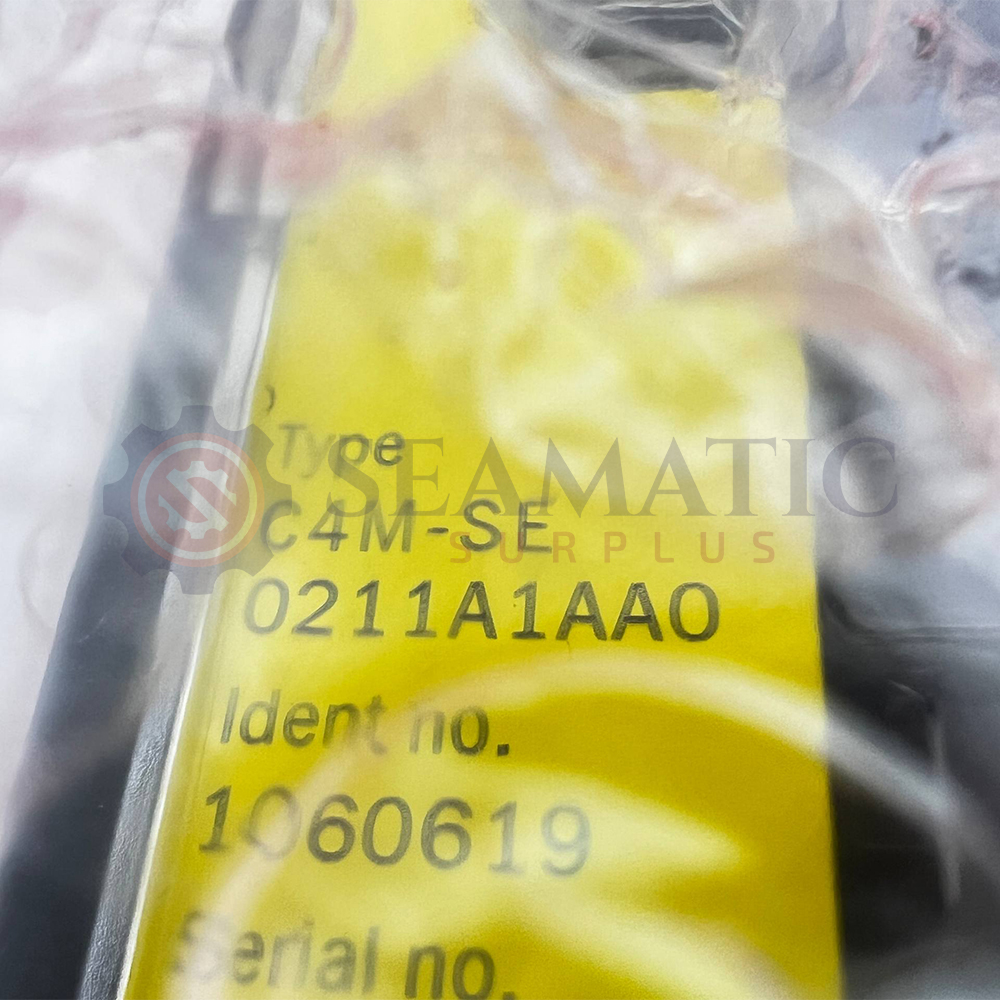 Type
SEAMATIC
C4M-SE
SURPLUS
0211A1AA0
Ident no.
1060619
Serial no.